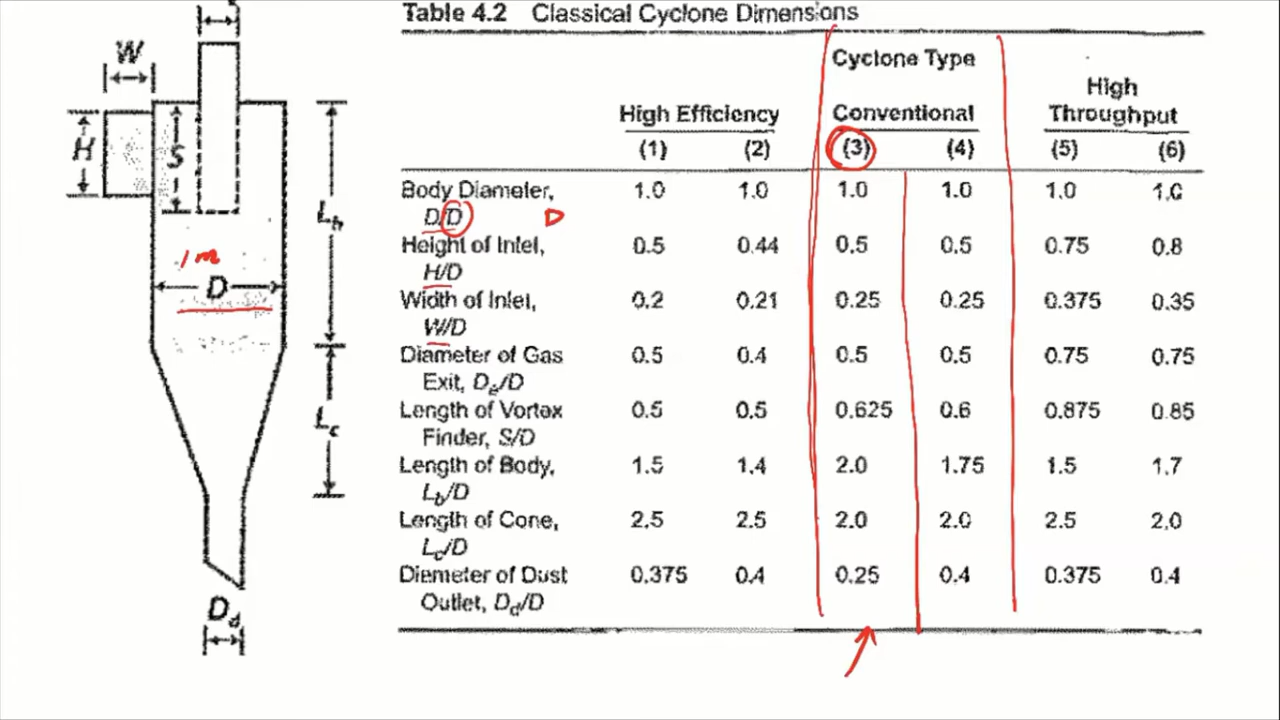 Table 4.2 Classical Cyclone Dimensions
Cyclone Type
High Efficiency Conventional High Throughput
(1) (2) (3) (4) (5) (6)
Body Diameter, 1.0 1.0 1.0 1.0 1.0 1.0
D/D D
Height of Inlet, 0.5 0.44 0.5 0.5 0.75 0.8
H/D
Width of Inlet, 0.2 0.21 0.25 0.25 0.375 0.35
W/D
Diameter of Gas 0.5 0.4 0.5 0.5 0.75 0.75
Exit, De/D
Length of Vortex 0.5 0.5 0.625 0.6 0.875 0.85
Finder, S/D
Length of Body, 1.5 1.4 2.0 1.75 1.5 1.7
Lb/D
Length of Cone, 2.5 2.5 2.0 2.0 2.5 2.0
Lc/D
Diameter of Dust 0.375 0.4 0.25 0.4 0.375 0.4
Outlet, Dd/D
W
H
S
Lb
1m
D
Lc
Dd